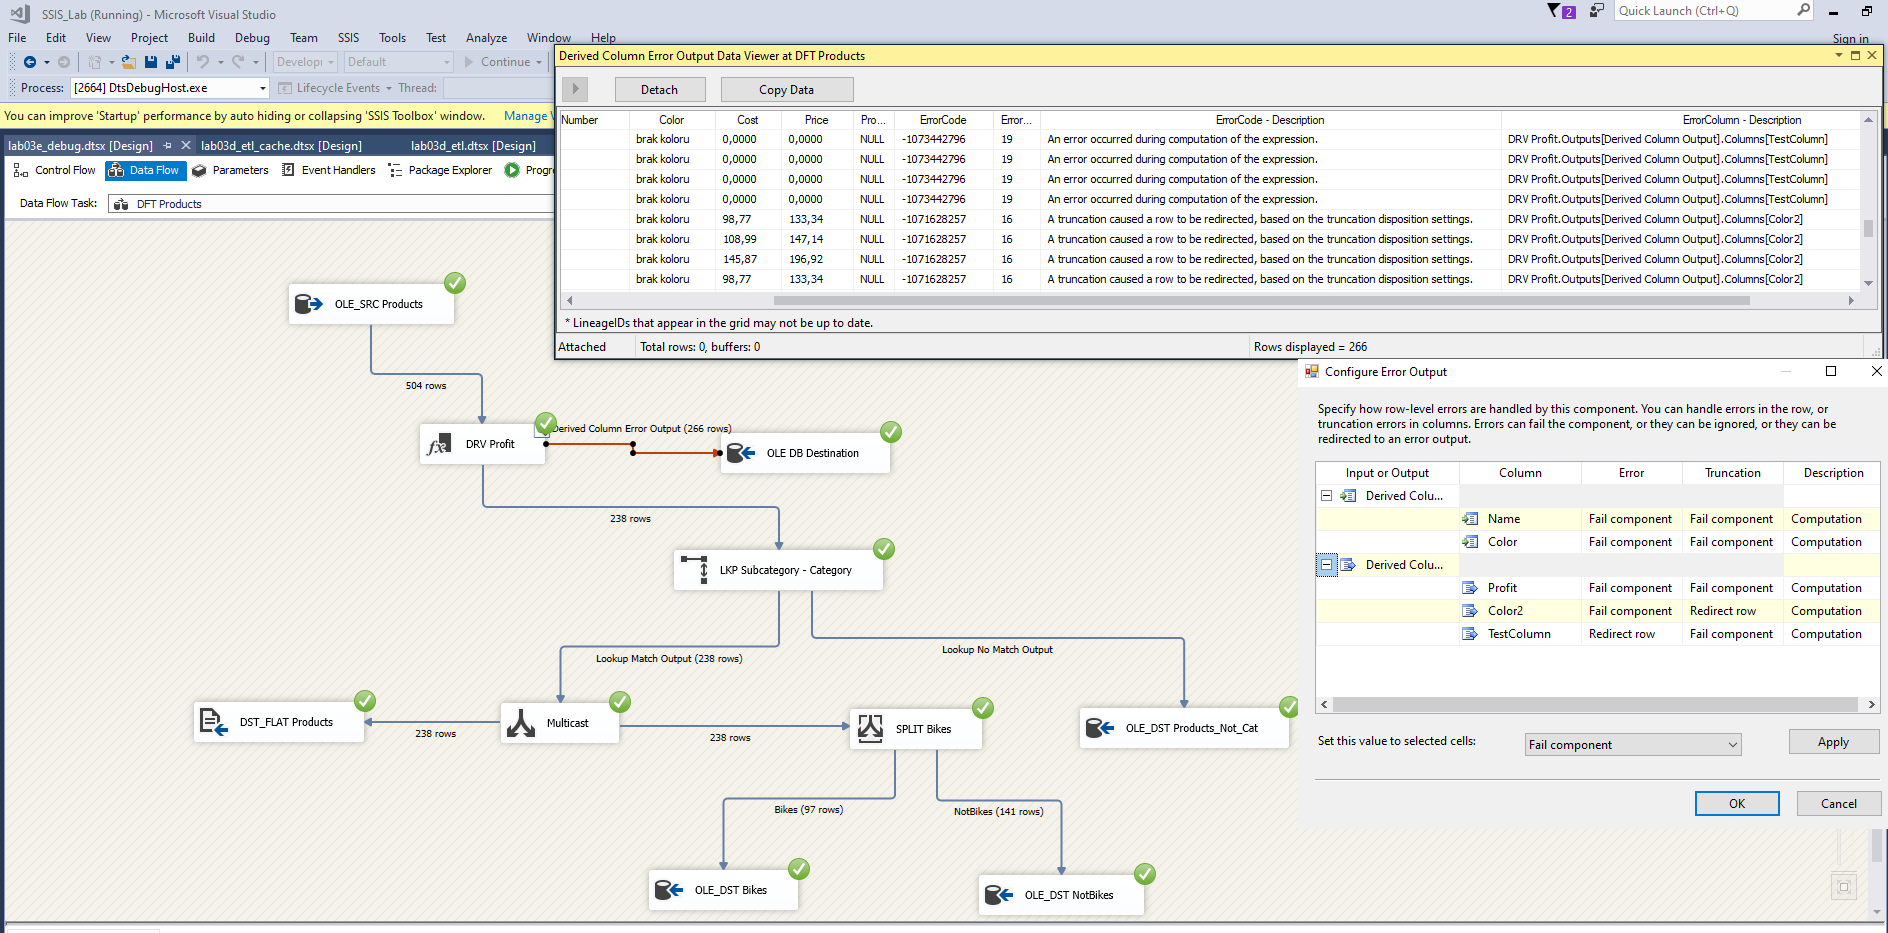 SSIS_Lab (Running) - Microsoft Visual Studio
2
Quick Launch (Ctrl+Q)
File Edit View Project Build Debug Team SSIS Tools Test Analyze Window Help
Sign in
Developi Default Continue
Process: [2664] DtsDebugHost.exe Lifecycle Events Thread:
You can improve 'Startup' performance by auto hiding or collapsing 'SSIS Toolbox' window. Manage
lab03e_debug.dtsx [Design] lab03d_etl_cache.dtsx [Design] lab03d_etl.dtsx [Design]
Control Flow Data Flow Parameters Event Handlers Package Explorer Progre
Data Flow Task: DFT Products
Derived Column Error Output Data Viewer at DFT Products
Detach Copy Data
Number Color Cost Price Pro... ErrorCode Error... ErrorCode - Description ErrorColumn - Description
brak koloru 0,0000 0,0000 NULL -1073442796 19 An error occurred during computation of the expression. DRV Profit.Outputs[Derived Column Output].Columns[TestColumn]
brak koloru 0,0000 0,0000 NULL -1073442796 19 An error occurred during computation of the expression. DRV Profit.Outputs[Derived Column Output].Columns[TestColumn]
brak koloru 0,0000 0,0000 NULL -1073442796 19 An error occurred during computation of the expression. DRV Profit.Outputs[Derived Column Output].Columns[TestColumn]
brak koloru 0,0000 0,0000 NULL -1073442796 19 An error occurred during computation of the expression. DRV Profit.Outputs[Derived Column Output].Columns[TestColumn]
brak koloru 98,77 133,34 NULL -1071628257 16 A truncation caused a row to be redirected, based on the truncation disposition settings. DRV Profit.Outputs[Derived Column Output].Columns[Color2]
brak koloru 108,99 147,14 NULL -1071628257 16 A truncation caused a row to be redirected, based on the truncation disposition settings. DRV Profit.Outputs[Derived Column Output].Columns[Color2]
brak koloru 145,87 196,92 NULL -1071628257 16 A truncation caused a row to be redirected, based on the truncation disposition settings. DRV Profit.Outputs[Derived Column Output].Columns[Color2]
brak koloru 98,77 133,34 NULL -1071628257 16 A truncation caused a row to be redirected, based on the truncation disposition settings. DRV Profit.Outputs[Derived Column Output].Columns[Color2]
* LineageIDs that appear in the grid may not be up to date.
Attached Total rows: 0, buffers: 0 Rows displayed = 266
OLE_SRC Products
504 rows
DRV Profit
Derived Column Error Output (266 rows)
OLE DB Destination
238 rows
LKP Subcategory - Category
Lookup Match Output (238 rows)
Lookup No Match Output
DST_FLAT Products
238 rows
Multicast
238 rows
SPLIT Bikes
OLE_DST Products_Not_Cat
Bikes (97 rows)
NotBikes (141 rows)
OLE_DST Bikes
OLE_DST NotBikes
Configure Error Output
Specify how row-level errors are handled by this component. You can handle errors in the row, or
truncation errors in columns. Errors can fail the component, or they can be ignored, or they can be
redirected to an error output.
Input or Output Column Error Truncation Description
Derived Colu...
Name Fail component Fail component Computation
Color Fail component Fail component Computation
Derived Colu...
Profit Fail component Fail component Computation
Color2 Fail component Redirect row Computation
TestColumn Redirect row Fail component Computation
Set this value to selected cells: Fail component Apply
OK Cancel